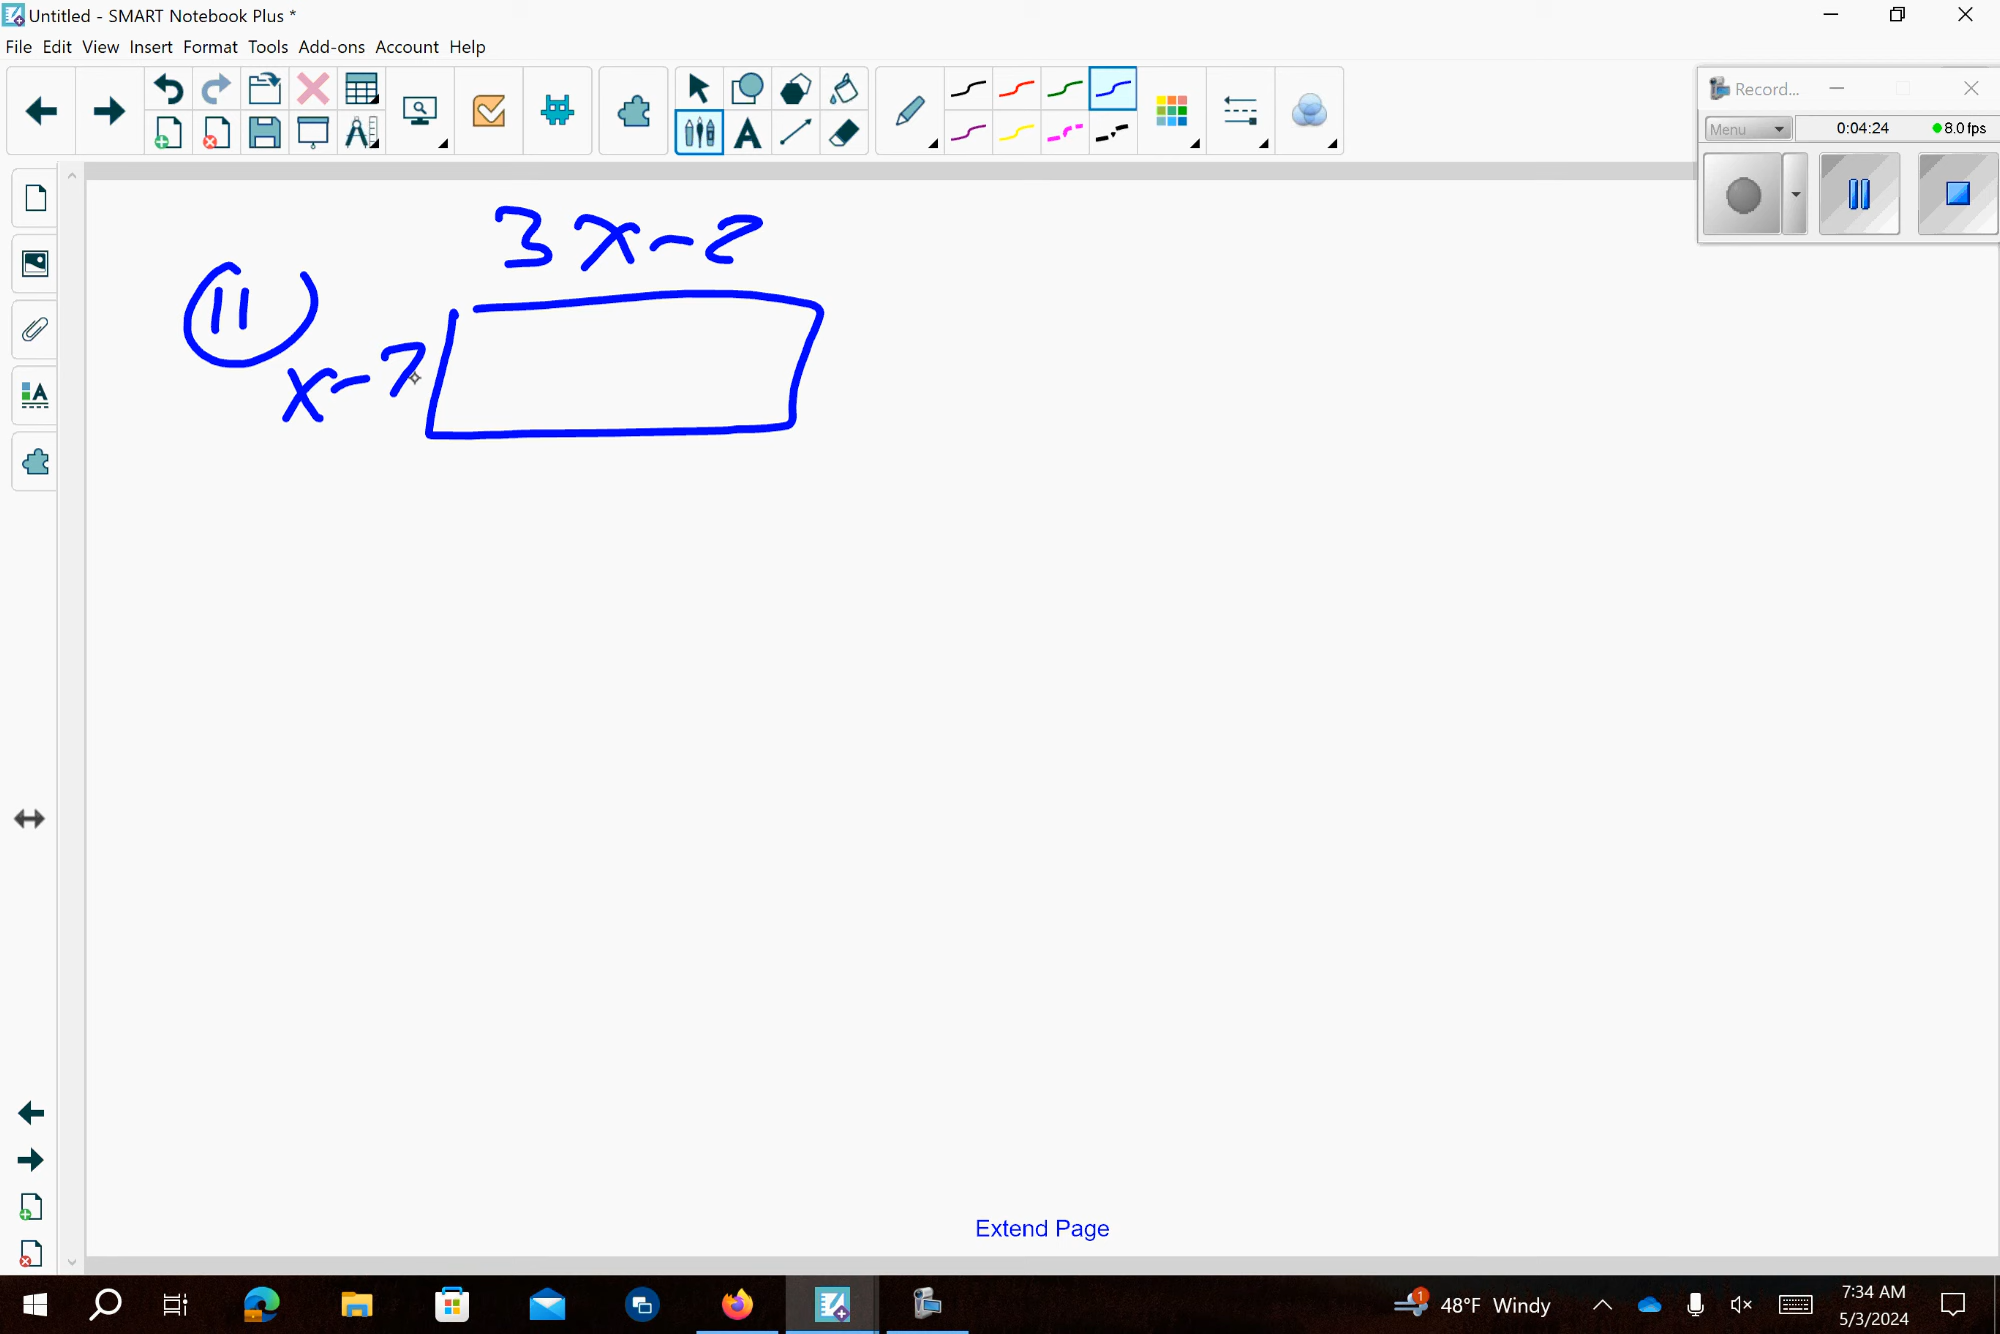 Untitled - SMART Notebook Plus *
File Edit View Insert Format Tools Add-ons Account Help
Record...
Menu 0:04:24 8.0 fps
3x-2
11
x-7
Extend Page
1 48°F Windy
7:34 AM
5/3/2024